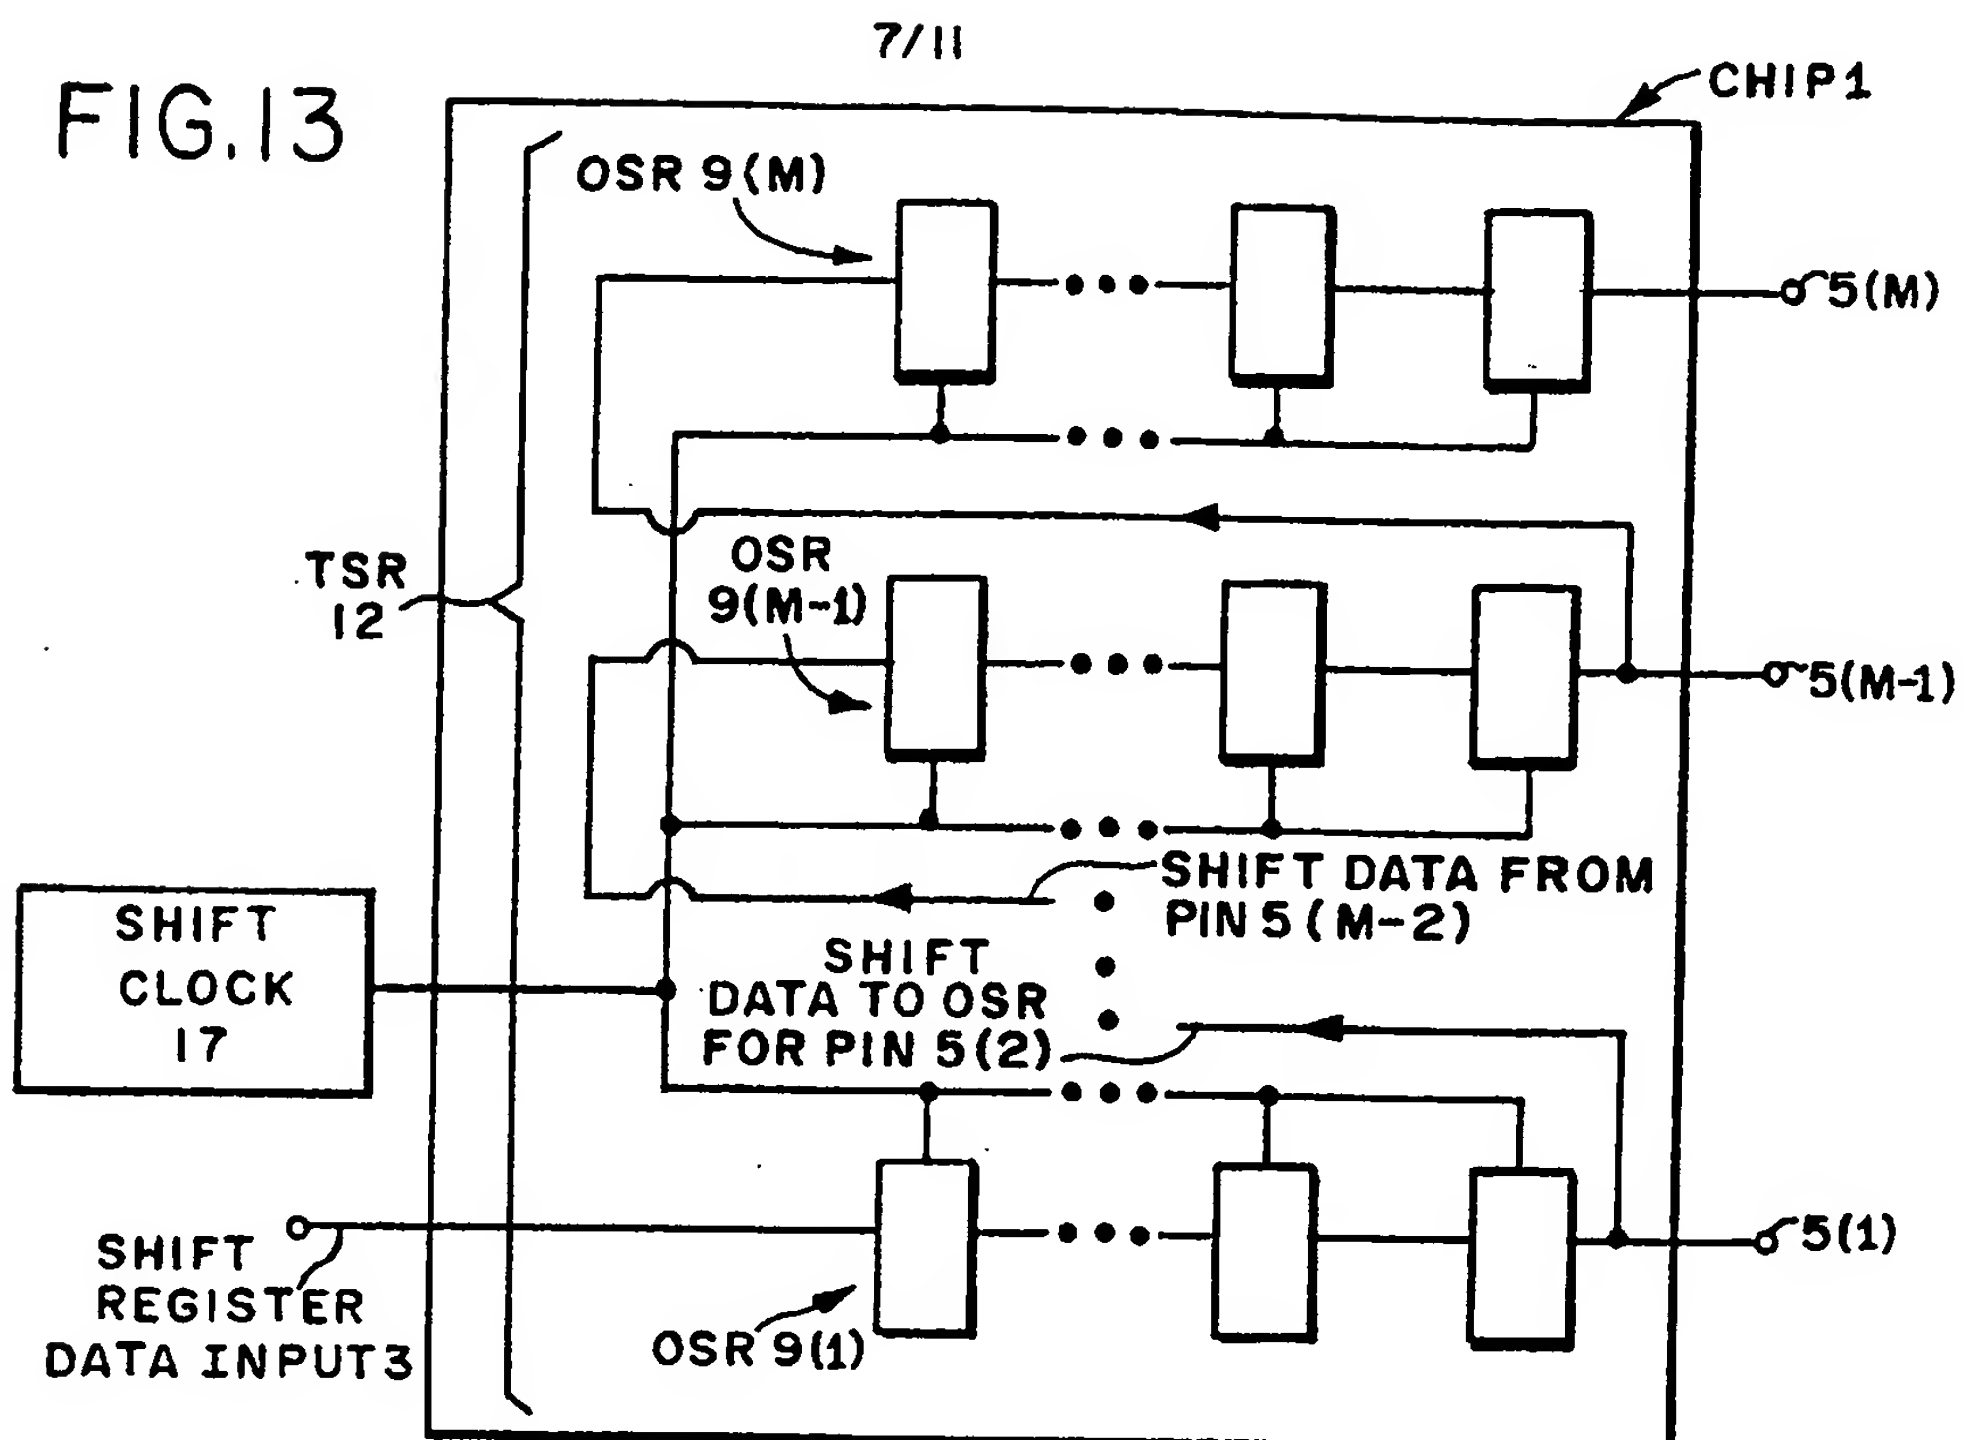 7/11
FIG.13
CHIP1
OSR 9(M)
5(M)
OSR
9(M-1)
TSR
12
5(M-1)
SHIFT DATA FROM
PIN 5(M-2)
SHIFT
CLOCK
17
SHIFT
DATA TO OSR
FOR PIN 5(2)
5(1)
SHIFT
REGISTER
DATA INPUT3
OSR 9(1)